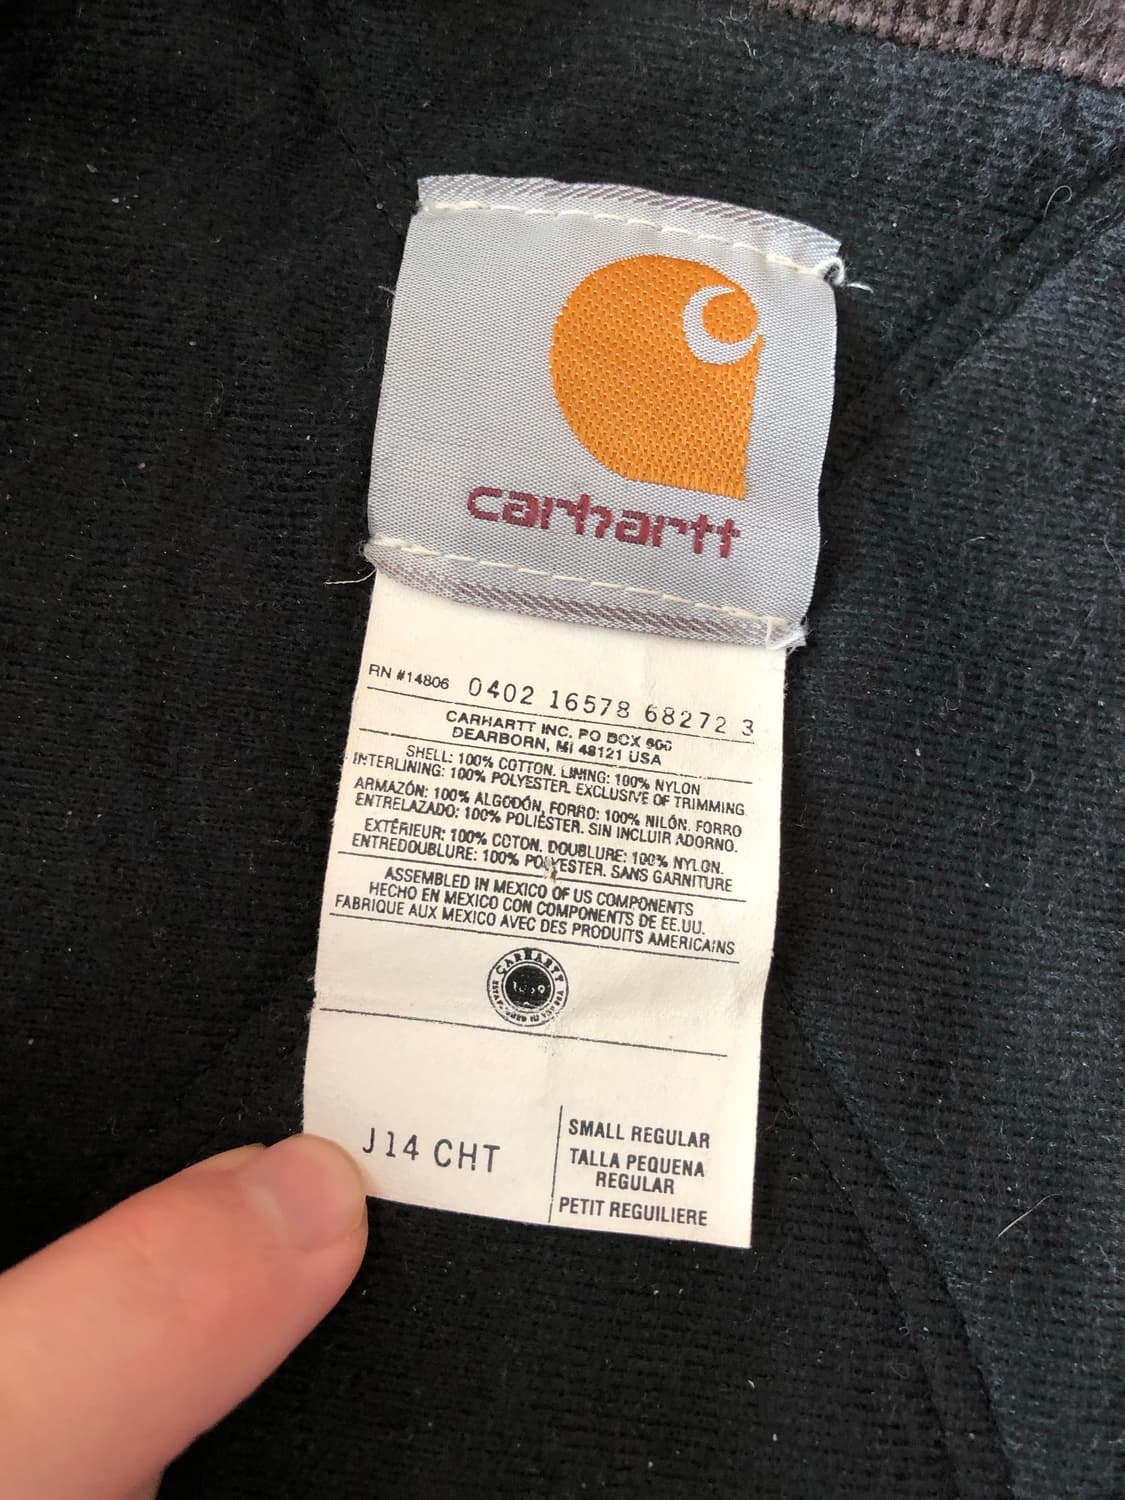 carhartt
RN #14806 0402 16578 68272 3
CARHARTT INC. PO BOX 600
DEARBORN, MI 48121 USA
SHELL: 100% COTTON. LINING: 100% NYLON
INTERLINING: 100% POLYESTER. EXCLUSIVE OF TRIMMING
ARMAZÓN: 100% ALGODÓN, FORRO: 100% NILÓN. FORRO
ENTRELAZADO: 100% POLIÉSTER. SIN INCLUIR ADORNO.
EXTÉRIEUR: 100% COTON. DOUBLURE: 100% NYLON.
ENTREDOUBLURE: 100% POLYESTER. SANS GARNITURE
ASSEMBLED IN MEXICO OF US COMPONENTS
HECHO EN MEXICO CON COMPONENTS DE EE.UU.
FABRIQUE AUX MEXICO AVEC DES PRODUITS AMERICAINS
CARHARTT
J14 CHT
SMALL REGULAR
TALLA PEQUENA
REGULAR
PETIT REGUILIERE